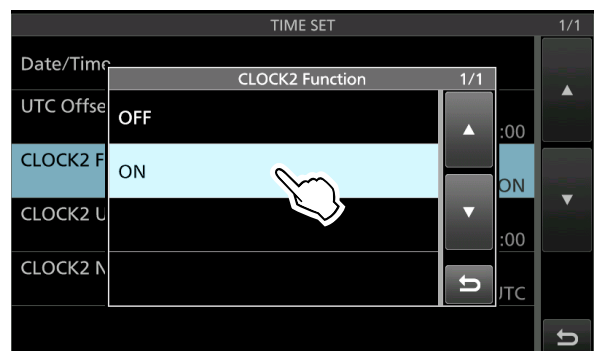 TIME SET 1/1
Date/Time
CLOCK2 Function 1/1
UTC Offse
OFF
:00
CLOCK2 F
ON
ON
CLOCK2 U
:00
CLOCK2 N
UTC